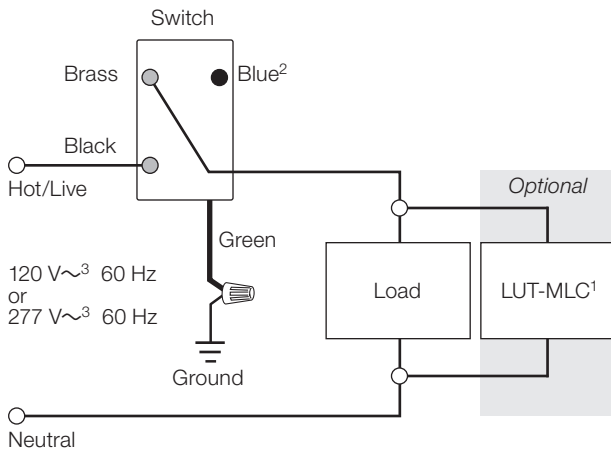 Switch
Brass
Blue²
Black
Hot/Live
Optional
Green
120 V~³ 60 Hz
or
277 V~³ 60 Hz
Load
LUT-MLC¹
Ground
Neutral